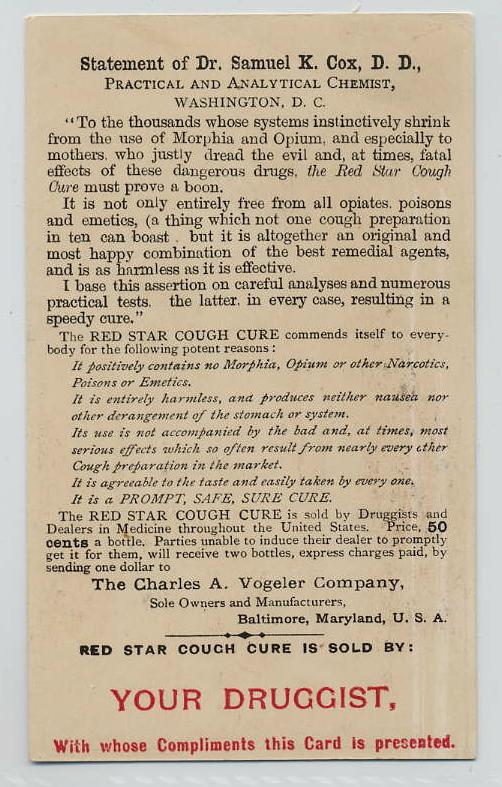 Statement of Dr. Samuel K. Cox, D. D.,
PRACTICAL AND ANALYTICAL CHEMIST,
WASHINGTON, D. C.
"To the thousands whose systems instinctively shrink
from the use of Morphia and Opium, and especially to
mothers, who justly dread the evil and, at times, fatal
effects of these dangerous drugs, the Red Star Cough
Cure must prove a boon.
It is not only entirely free from all opiates, poisons
and emetics, (a thing which not one cough preparation
in ten can boast . but it is altogether an original and
most happy combination of the best remedial agents,
and is as harmless as it is effective.
I base this assertion on careful analyses and numerous
practical tests, the latter, in every case, resulting in a
speedy cure."
The RED STAR COUGH CURE commends itself to every-
body for the following potent reasons :
It positively contains no Morphia, Opium or other Narcotics,
Poisons or Emetics.
It is entirely harmless, and produces neither nausea nor
other derangement of the stomach or system.
Its use is not accompanied by the bad and, at times, most
serious effects which so often result from nearly every other
Cough preparation in the market.
It is agreeable to the taste and easily taken by every one.
It is a PROMPT, SAFE, SURE CURE.
The RED STAR COUGH CURE is sold by Druggists and
Dealers in Medicine throughout the United States. Price, 50
cents a bottle. Parties unable to induce their dealer to promptly
get it for them, will receive two bottles, express charges paid, by
sending one dollar to
The Charles A. Vogeler Company,
Sole Owners and Manufacturers,
Baltimore, Maryland, U. S. A.
RED STAR COUGH CURE IS SOLD BY:
YOUR DRUGGIST,
With whose Compliments this Card is presented.